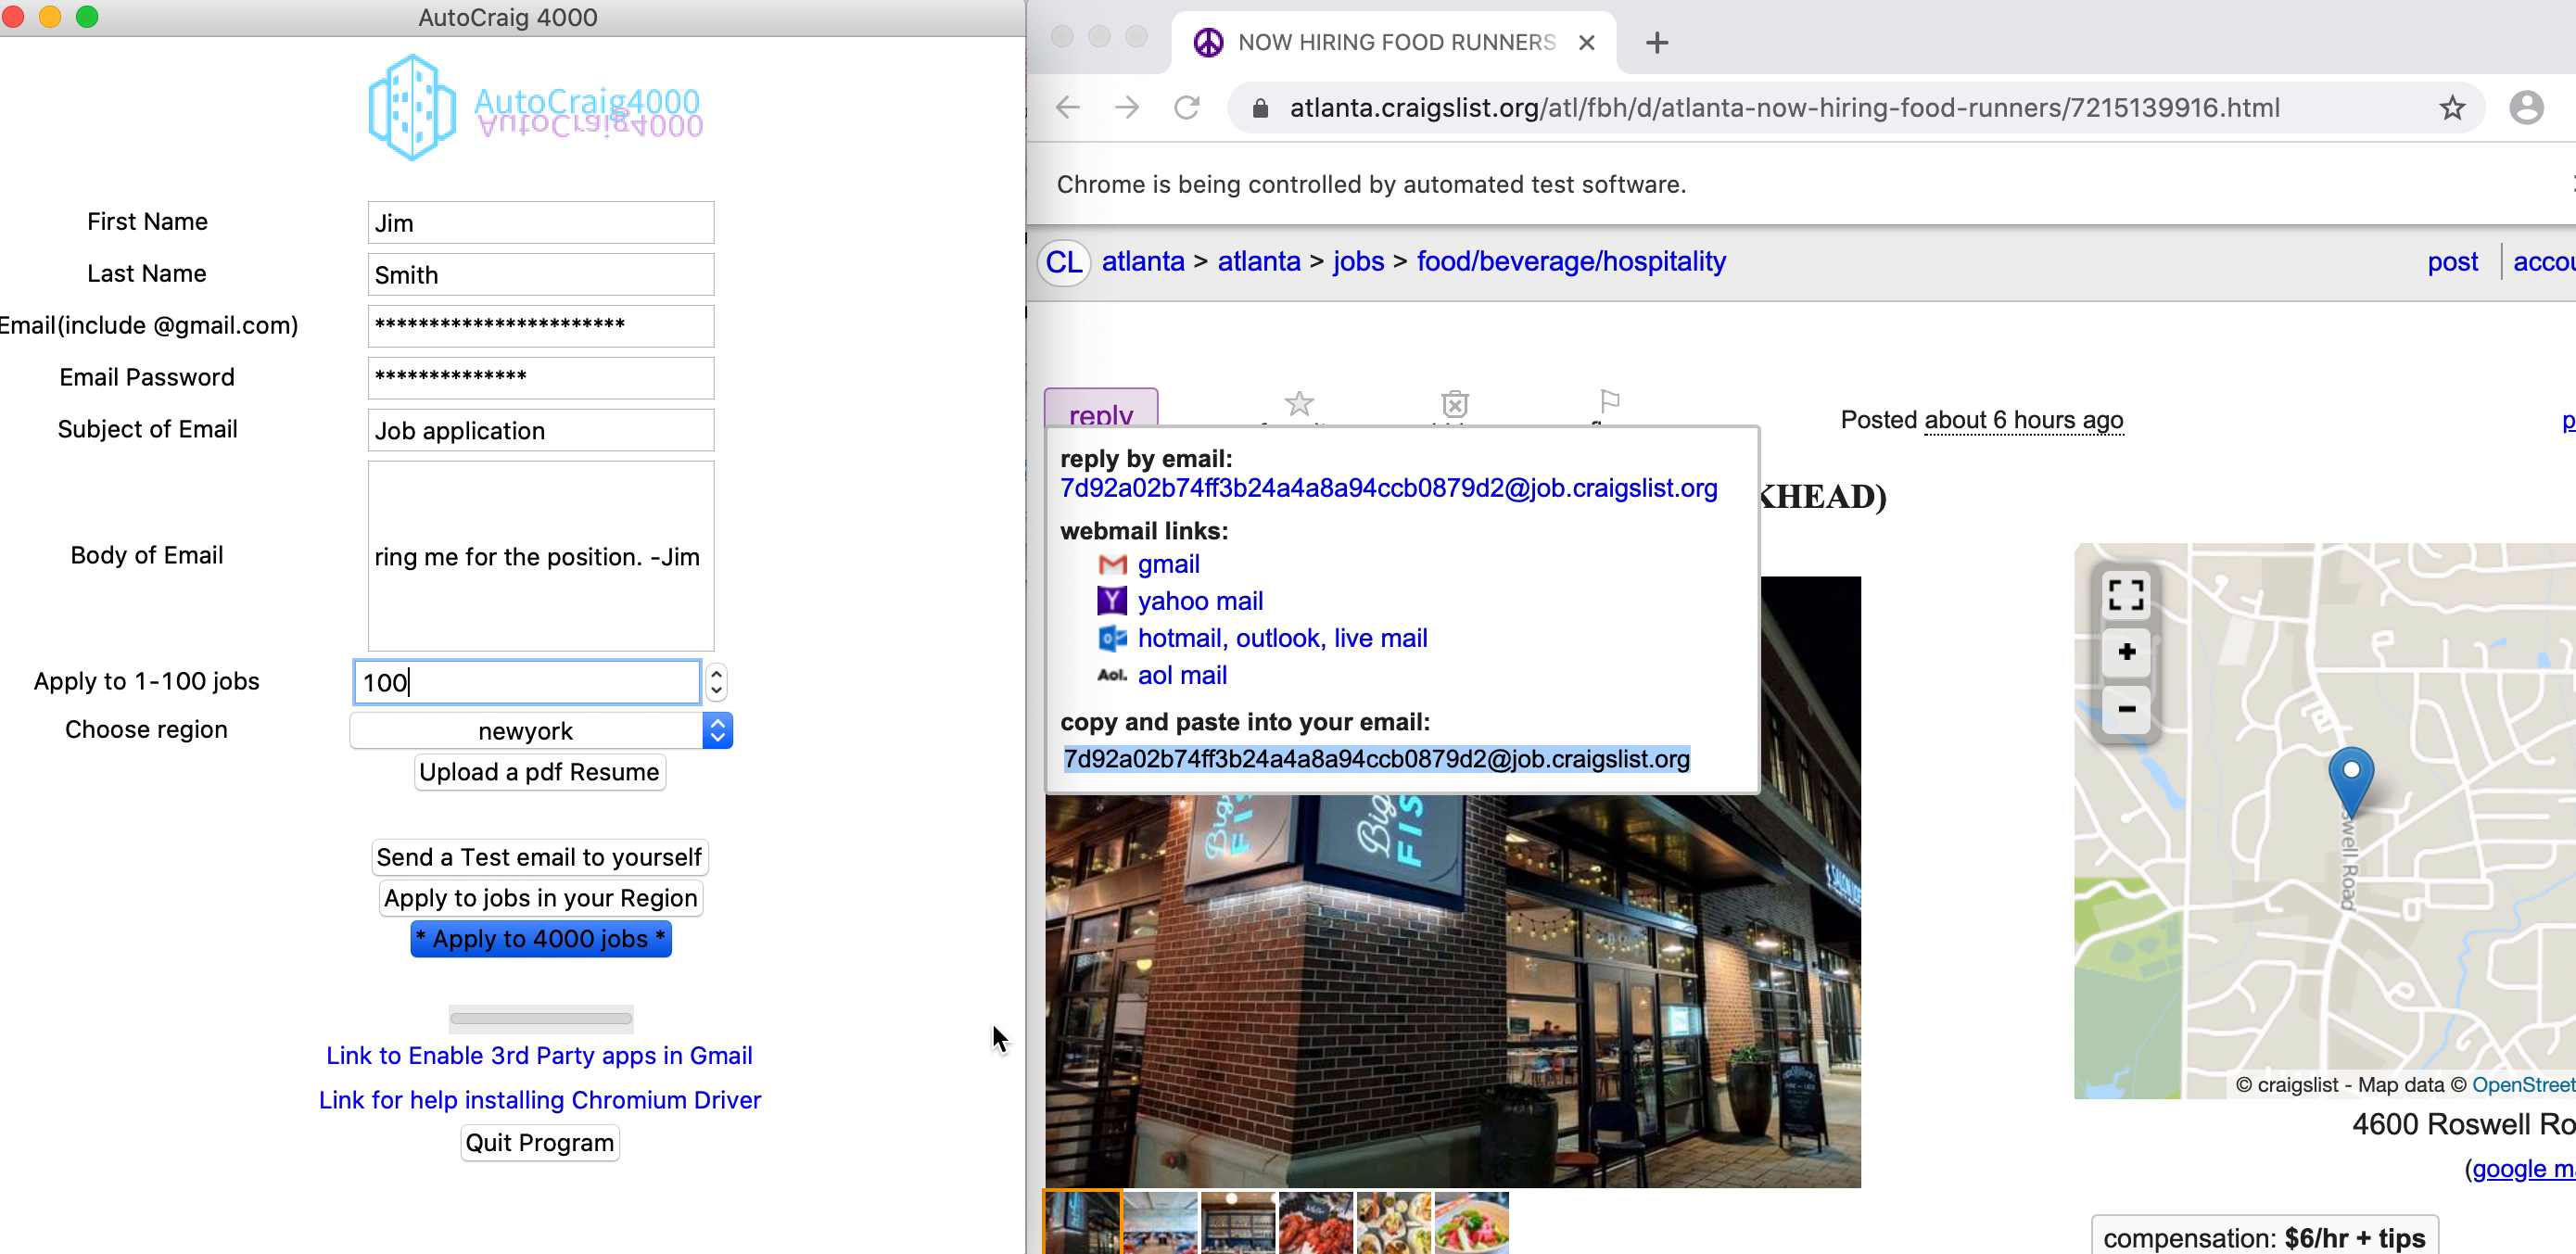 AutoCraig 4000
AutoCraig4000
AutoCraig4000
First Name
Jim
Last Name
Smith
Email(include @gmail.com)
***********************
Email Password
**************
Subject of Email
Job application
Body of Email
ring me for the position. -Jim
Apply to 1-100 jobs
100
Choose region
newyork
Upload a pdf Resume
Send a Test email to yourself
Apply to jobs in your Region
* Apply to 4000 jobs *
Link to Enable 3rd Party apps in Gmail
Link for help installing Chromium Driver
Quit Program
NOW HIRING FOOD RUNNERS
atlanta.craigslist.org/atl/fbh/d/atlanta-now-hiring-food-runners/7215139916.html
Chrome is being controlled by automated test software.
CL atlanta > atlanta > jobs > food/beverage/hospitality
post
accou
reply
Posted about 6 hours ago
KHEAD)
reply by email:
7d92a02b74ff3b24a4a8a94ccb0879d2@job.craigslist.org
webmail links:
gmail
yahoo mail
hotmail, outlook, live mail
Aol. aol mail
copy and paste into your email:
7d92a02b74ff3b24a4a8a94ccb0879d2@job.craigslist.org
Big FIS
Big FIS
swell Road
© craigslist - Map data © OpenStreet
4600 Roswell Ro
(google m
compensation: $6/hr + tips